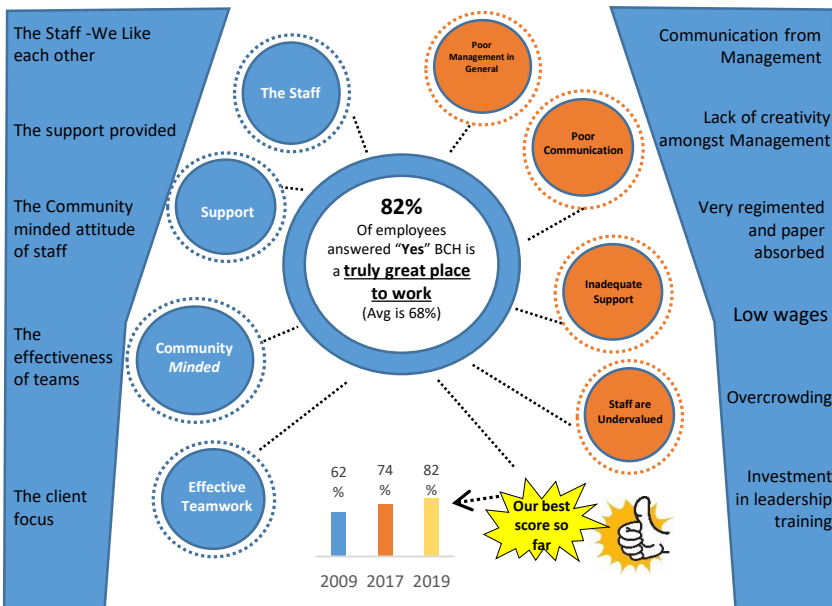 The Staff -We Like
each other
The support provided
The Community
minded attitude
of staff
The
effectiveness
of teams
The client
focus
The Staff
Support
Community
Minded
Effective
Teamwork
82%
Of employees
answered “Yes” BCH is
a truly great place
to work
(Avg is 68%)
Poor
Management in
General
Poor
Communication
Inadequate
Support
Staff are
Undervalued
62
%
74
%
82
%
2009
2017
2019
Our best
score so
far
Communication from
Management
Lack of creativity
amongst Management
Very regimented
and paper
absorbed
Low wages
Overcrowding
Investment
in leadership
training